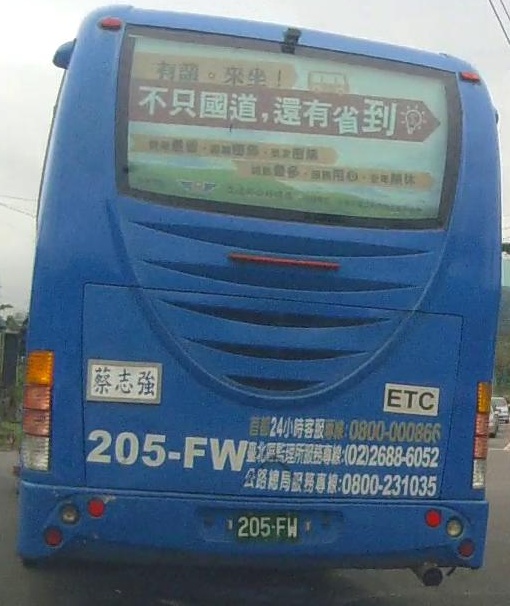 有閒。來坐！
不只國道，還有省到
蔡志強
ETC
205-FW
首都24小時客服專線:0800-000866
臺北區監理所服務專線:(02)2688-6052
公路總局服務專線:0800-231035
205-FW